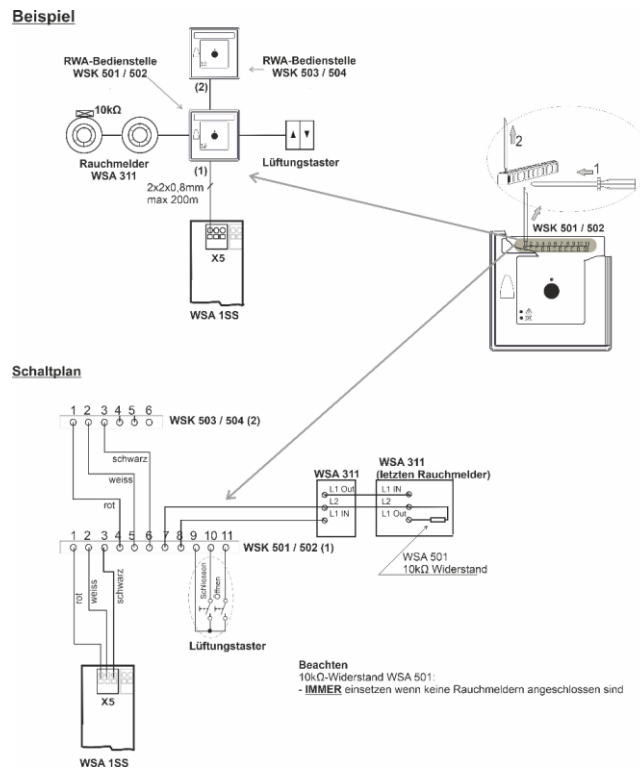 Beispiel
RWA-Bedienstelle
WSK 501 / 502
RWA-Bedienstelle
WSK 503 / 504
(2)
10kΩ
Rauchmelder
WSA 311
(1)
Lüftungstaster
2x2x0,8mm
max 200m
X5
WSA 1SS
2
1
WSK 501 / 502
Schaltplan
1 2 3 4 5 6
WSK 503 / 504 (2)
schwarz
weiss
rot
WSA 311
WSA 311
(letzten Rauchmelder)
L1 Out
L1 IN
L2
L2
L1 IN
L1 Out
1 2 3 4 5 6 7 8 9 10 11
WSK 501 / 502 (1)
WSA 501
10kΩ Widerstand
rot
weiss
schwarz
Schliessen
Öffnen
Lüftungstaster
X5
WSA 1SS
Beachten
10kΩ-Widerstand WSA 501:
- IMMER einsetzen wenn keine Rauchmeldern angeschlossen sind